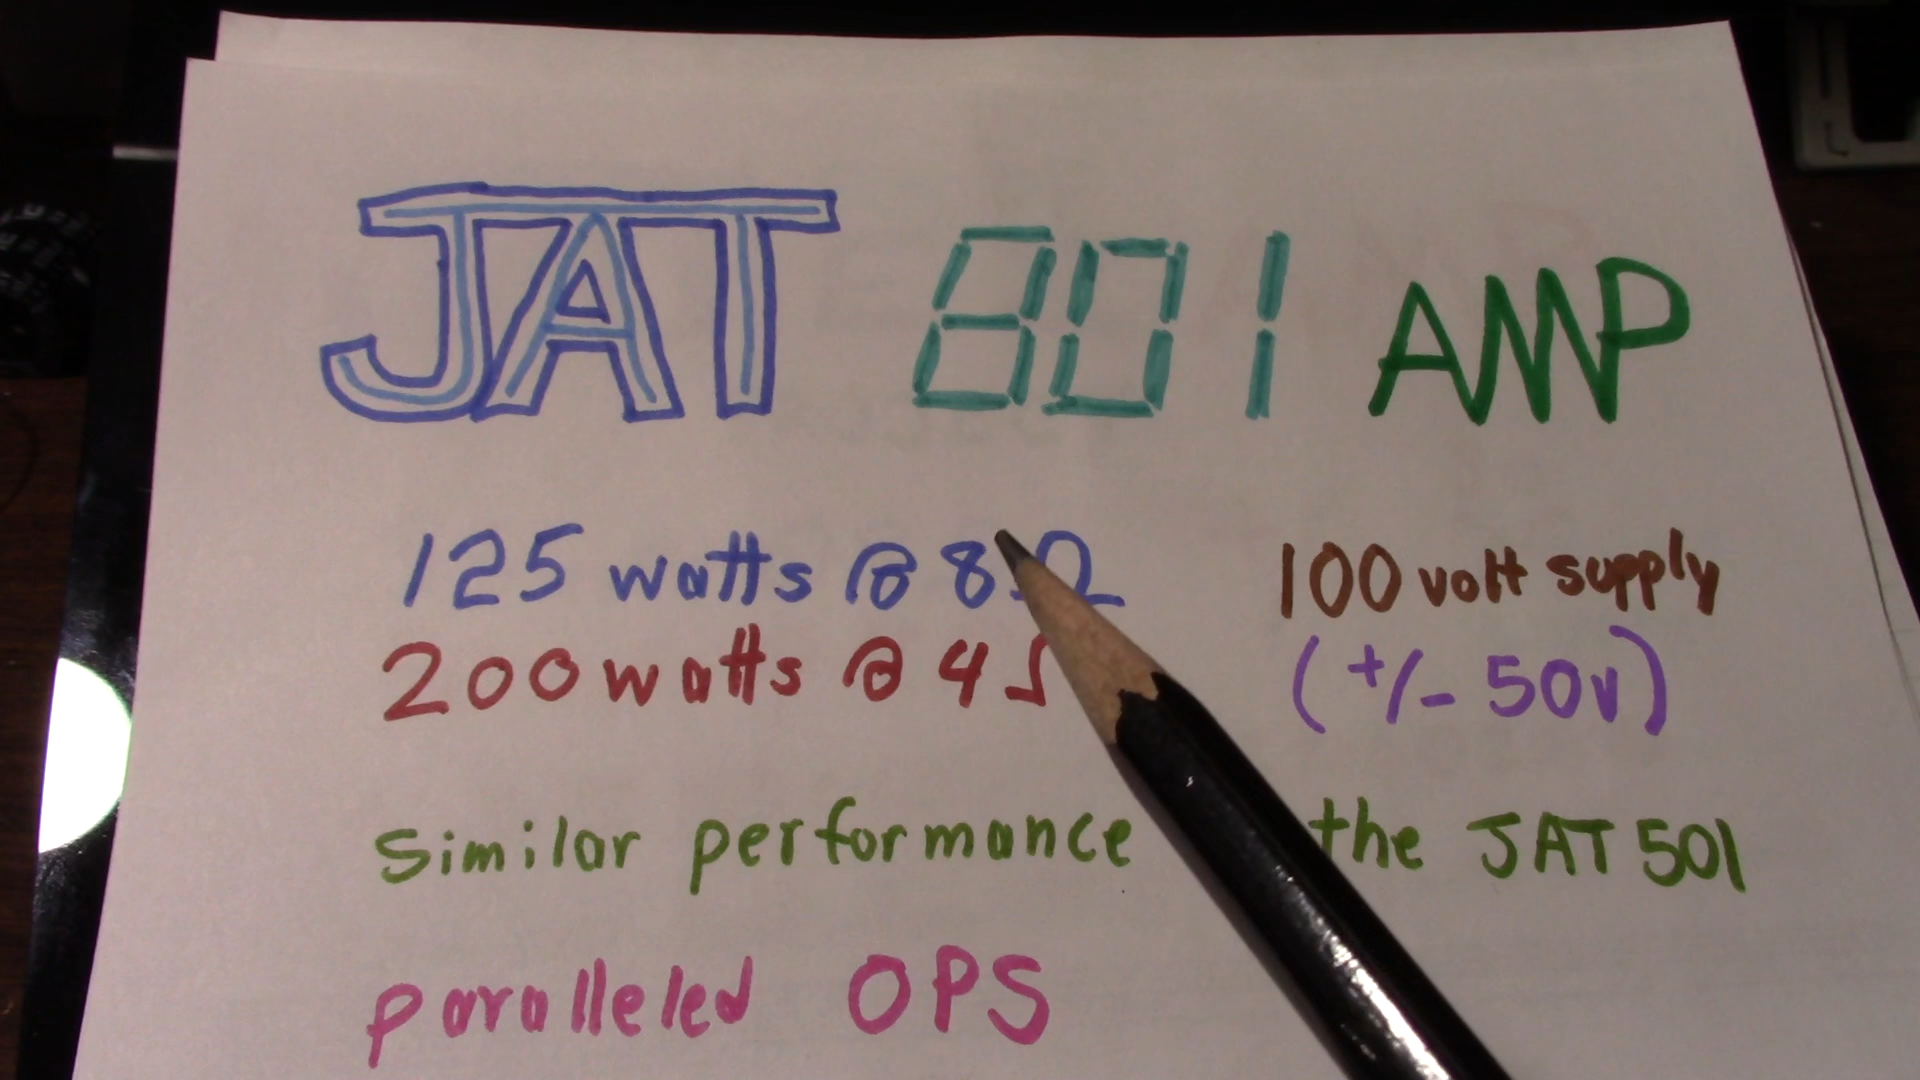 JAT 801 AMP
125 watts @ 8Ω 100 volt supply
200 watts @ 4 (+/- 50v)
Similar performance the JAT 501
paralleled OPS